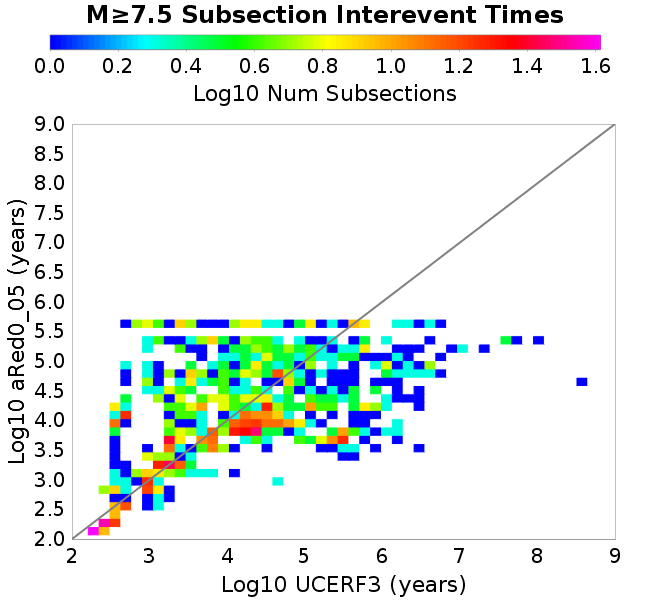 M≥7.5 Subsection Interevent Times
0.0 0.2 0.4 0.6 0.8 1.0 1.2 1.4 1.6
Log10 Num Subsections
9.0
8.5
8.0
7.5
7.0
6.5
6.0
5.5
5.0
4.5
4.0
3.5
3.0
2.5
2.0
Log10 aRed0_05 (years)
2 3 4 5 6 7 8 9
Log10 UCERF3 (years)